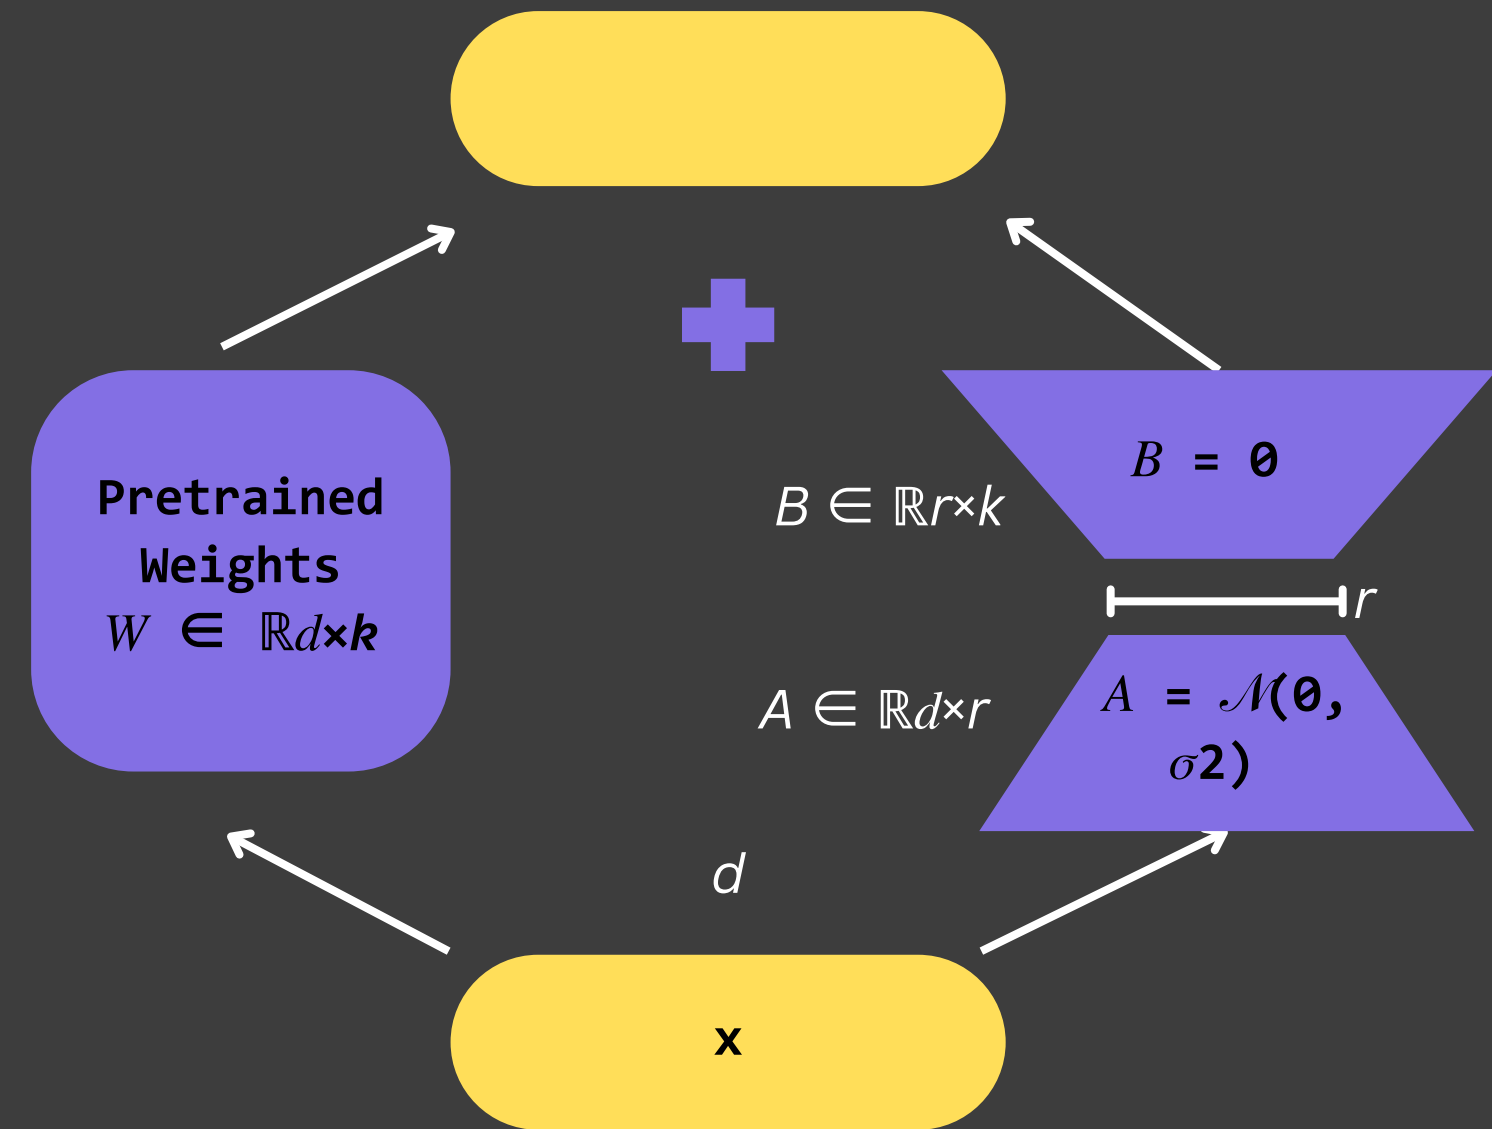 Pretrained
Weights
𝑊 ∈ ℝ𝑑×k
B ∈ ℝr×k
𝐵 = 0
r
A ∈ ℝ𝑑×r
𝐴 = 𝒩(0,
𝜎2)
d
x